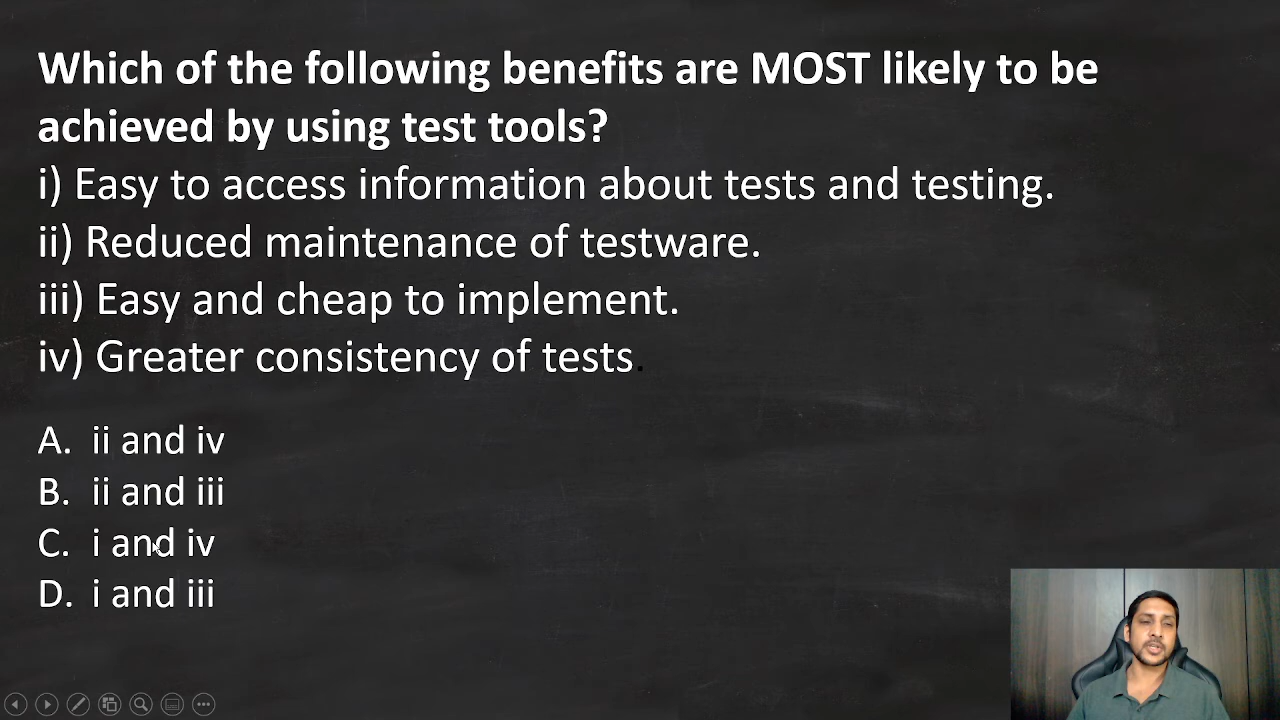 Which of the following benefits are MOST likely to be
achieved by using test tools?
i) Easy to access information about tests and testing.
ii) Reduced maintenance of testware.
iii) Easy and cheap to implement.
iv) Greater consistency of tests.
A. ii and iv
B. ii and iii
C. i and iv
D. i and iii